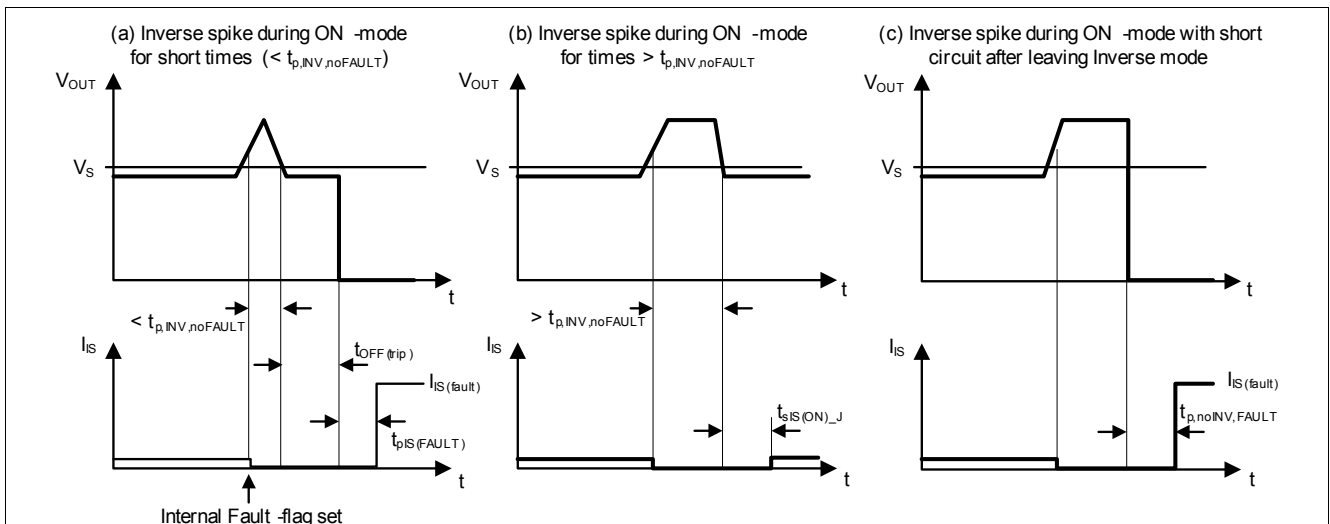 (a) Inverse spike during ON -mode
for short times (< tp,INV,noFAULT)
VOUT
VS
t
< tp,INV,noFAULT
tOFF(trip)
IIS
IIS(fault)
tpIS(FAULT)
t
Internal Fault -flag set
(b) Inverse spike during ON -mode
for times > tp,INV,noFAULT
VOUT
VS
t
> tp,INV,noFAULT
IIS
tsIS(ON)_J
t
(c) Inverse spike during ON -mode with short
circuit after leaving Inverse mode
VOUT
VS
t
IIS
IIS(fault)
tp,noINV,FAULT
t